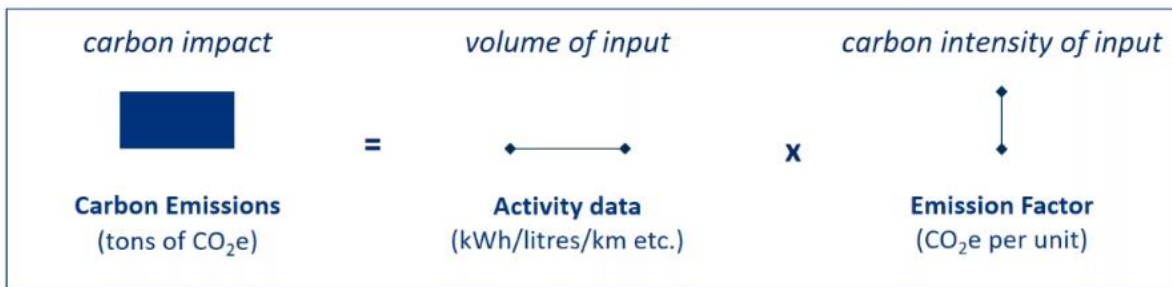 carbon impact
volume of input
carbon intensity of input
=
x
Carbon Emissions
(tons of CO₂e)
Activity data
(kWh/litres/km etc.)
Emission Factor
(CO₂e per unit)